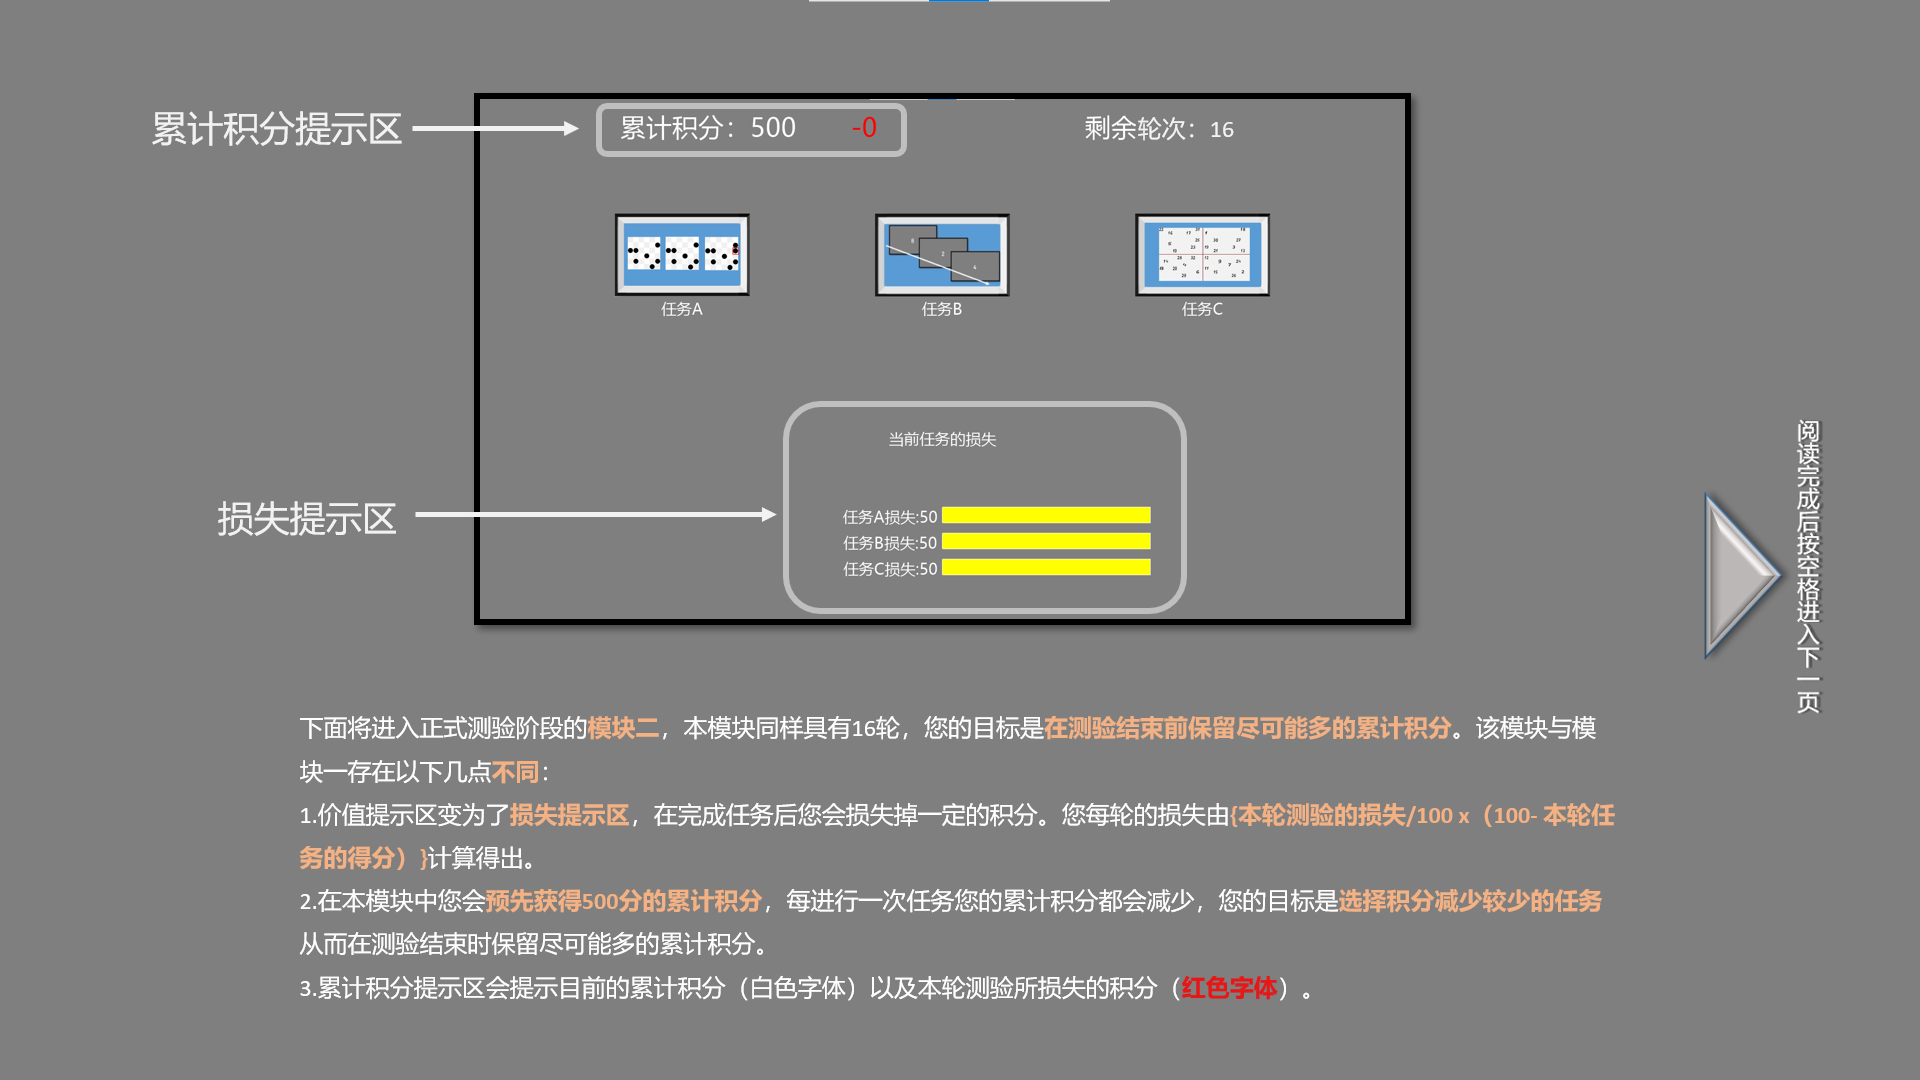 累计积分提示区
累计积分：500 -0
剩余轮次：16
任务A
任务B
任务C
当前任务的损失
损失提示区
任务A损失:50
任务B损失:50
任务C损失:50
阅读完成后按空格进入下一页
下面将进入正式测验阶段的模块二，本模块同样具有16轮，您的目标是在测验结束前保留尽可能多的累计积分。该模块与模
块一存在以下几点不同：
1.价值提示区变为了损失提示区，在完成任务后您会损失掉一定的积分。您每轮的损失由{本轮测验的损失/100 x（100- 本轮任
务的得分）}计算得出。
2.在本模块中您会预先获得500分的累计积分，每进行一次任务您的累计积分都会减少，您的目标是选择积分减少较少的任务
从而在测验结束时保留尽可能多的累计积分。
3.累计积分提示区会提示目前的累计积分（白色字体）以及本轮测验所损失的积分（红色字体）。